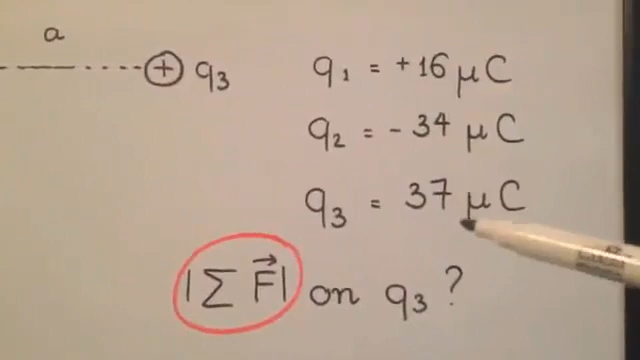 a
+ q₃
q₁ = +16 μC
q₂ = - 34 μC
q₃ = 37 μC
|Σ F⃗| on q₃ ?